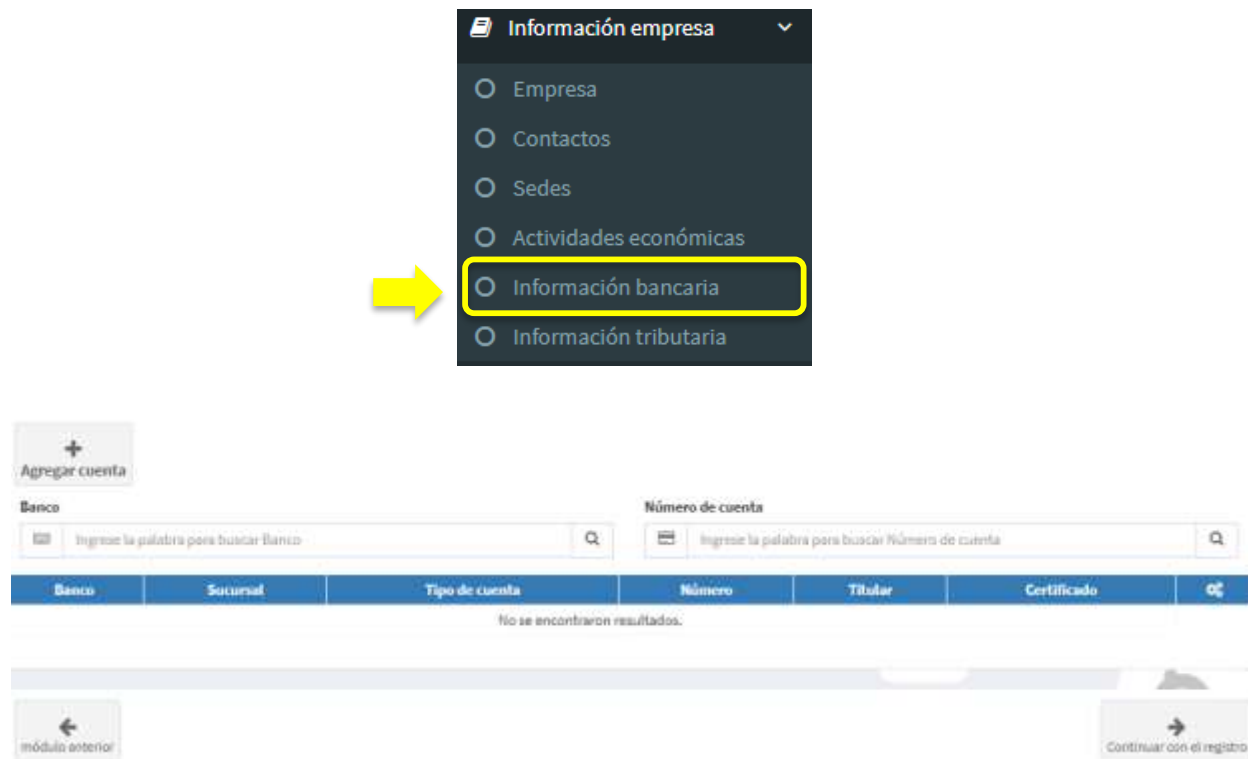 Información empresa
Empresa
Contactos
Sedes
Actividades económicas
Información bancaria
Información tributaria
Agregar cuenta
Banco Número de cuenta
Ingrese la palabra para buscar Banco Ingrese la palabra para buscar Número de cuenta
Banco Sucursal Tipo de cuenta Número Titular Certificado
No se encontraron resultados.
módulo anterior Continuar con el registro